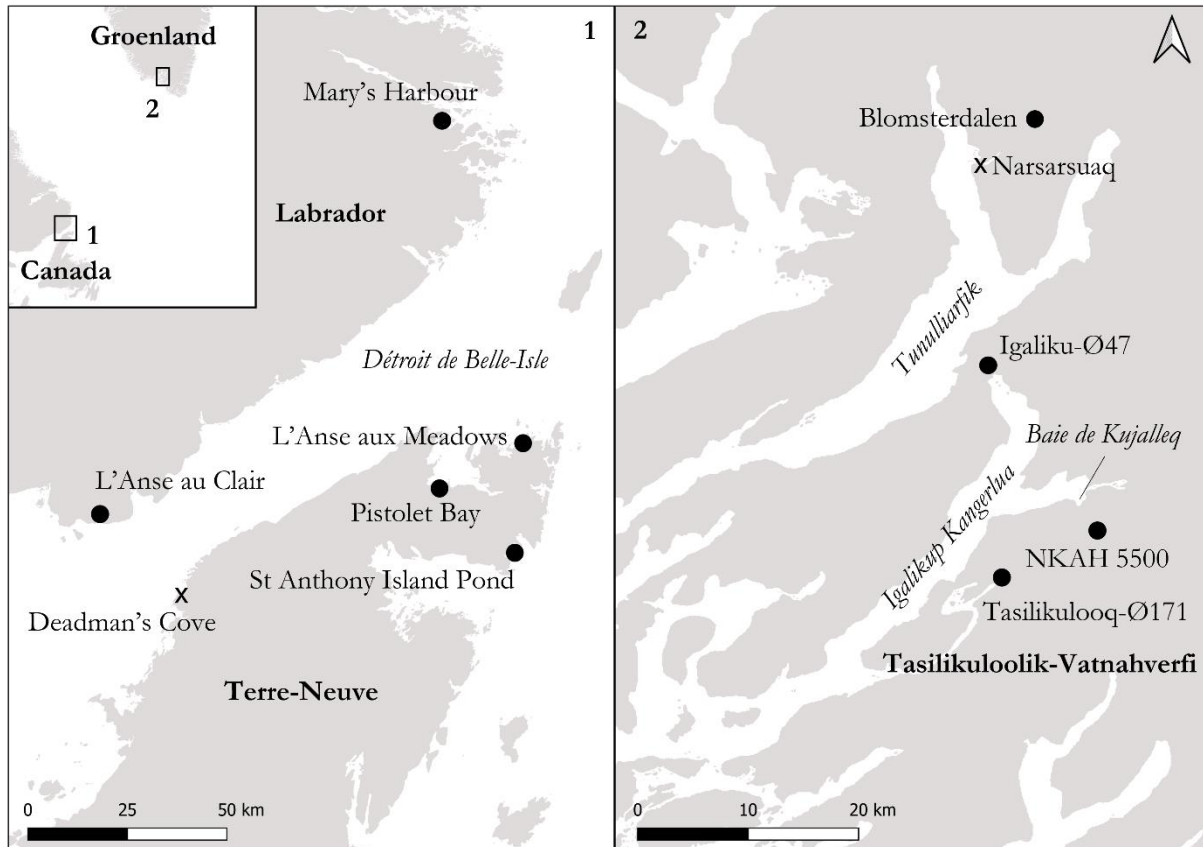 Groenland
2
1
Canada
1
Mary's Harbour
Labrador
Détroit de Belle-Isle
L'Anse aux Meadows
L'Anse au Clair
Pistolet Bay
St Anthony Island Pond
Deadman's Cove
Terre-Neuve
0 25 50 km
2
Blomsterdalen
x Narsarsuaq
Tunulliarfik
Igaliku-Ø47
Baie de Kujalleq
Igalikup Kangerlua
NKAH 5500
Tasilikulooq-Ø171
Tasilikuloolik-Vatnahverfi
0 10 20 km